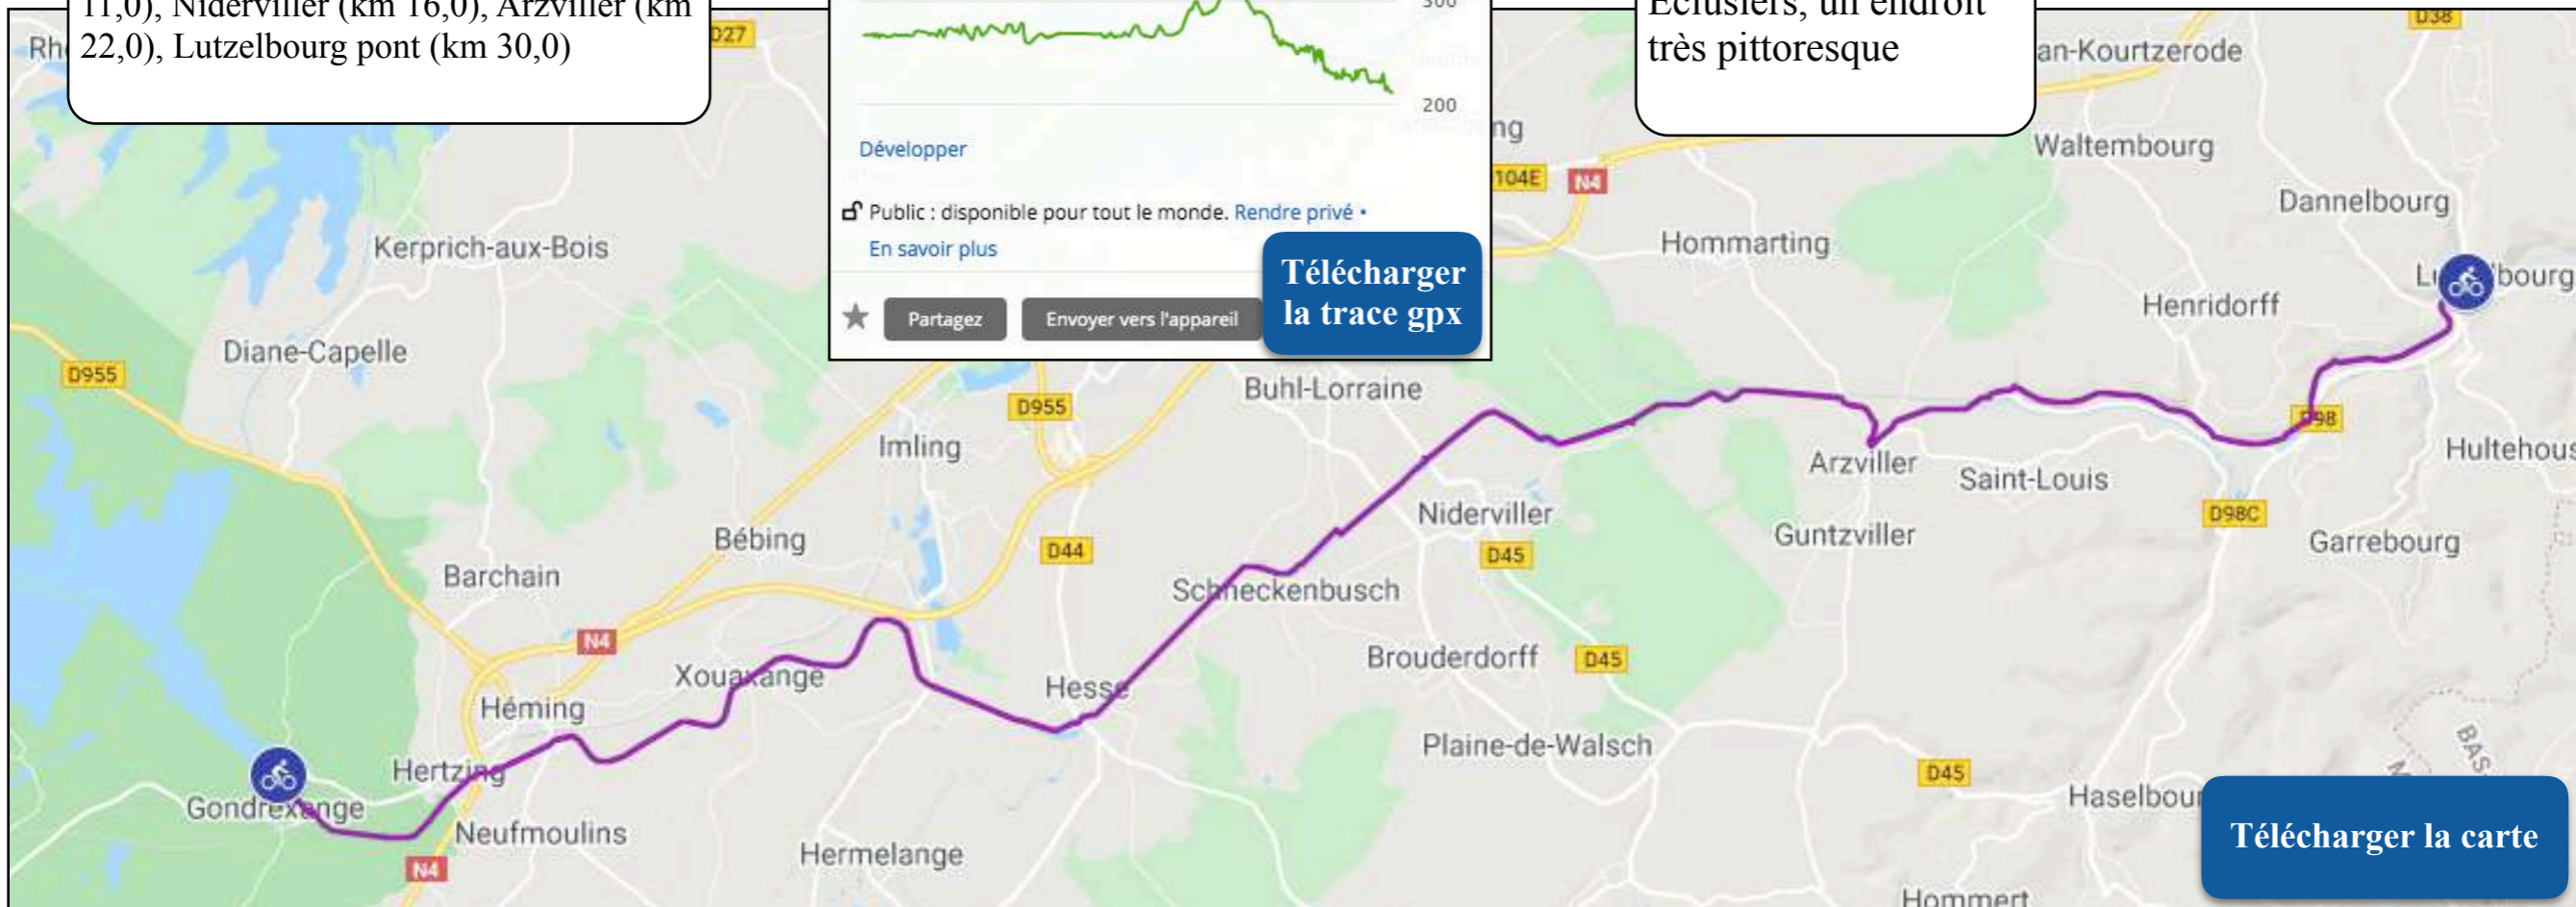 11,0), Niderviller (km 16,0), Arzviller (km
22,0), Lutzelbourg pont (km 30,0)
300
200
Développer
Public : disponible pour tout le monde. Rendre privé •
En savoir plus
Partagez
Envoyer vers l'appareil
Télécharger
la trace gpx
Éclusiers, un endroit
très pittoresque
D27
D38
an-Kourtzerode
ng
Waltembourg
104E
N4
Dannelbourg
Kerprich-aux-Bois
Hommarting
bourg
Henridorff
Diane-Capelle
D955
Buhl-Lorraine
D955
D98
Imling
Hultehous
Arzviller
Saint-Louis
Niderviller
D98C
Guntzviller
Bébing
D44
D45
Garrebourg
Barchain
Schneckenbusch
N4
Brouderdorff
D45
Xouaxange
Hesse
Héming
Plaine-de-Walsch
BAS
Hertzing
D45
Gondrexange
Haselbour
Neufmoulins
Télécharger la carte
Hermelange
N4
Hommert